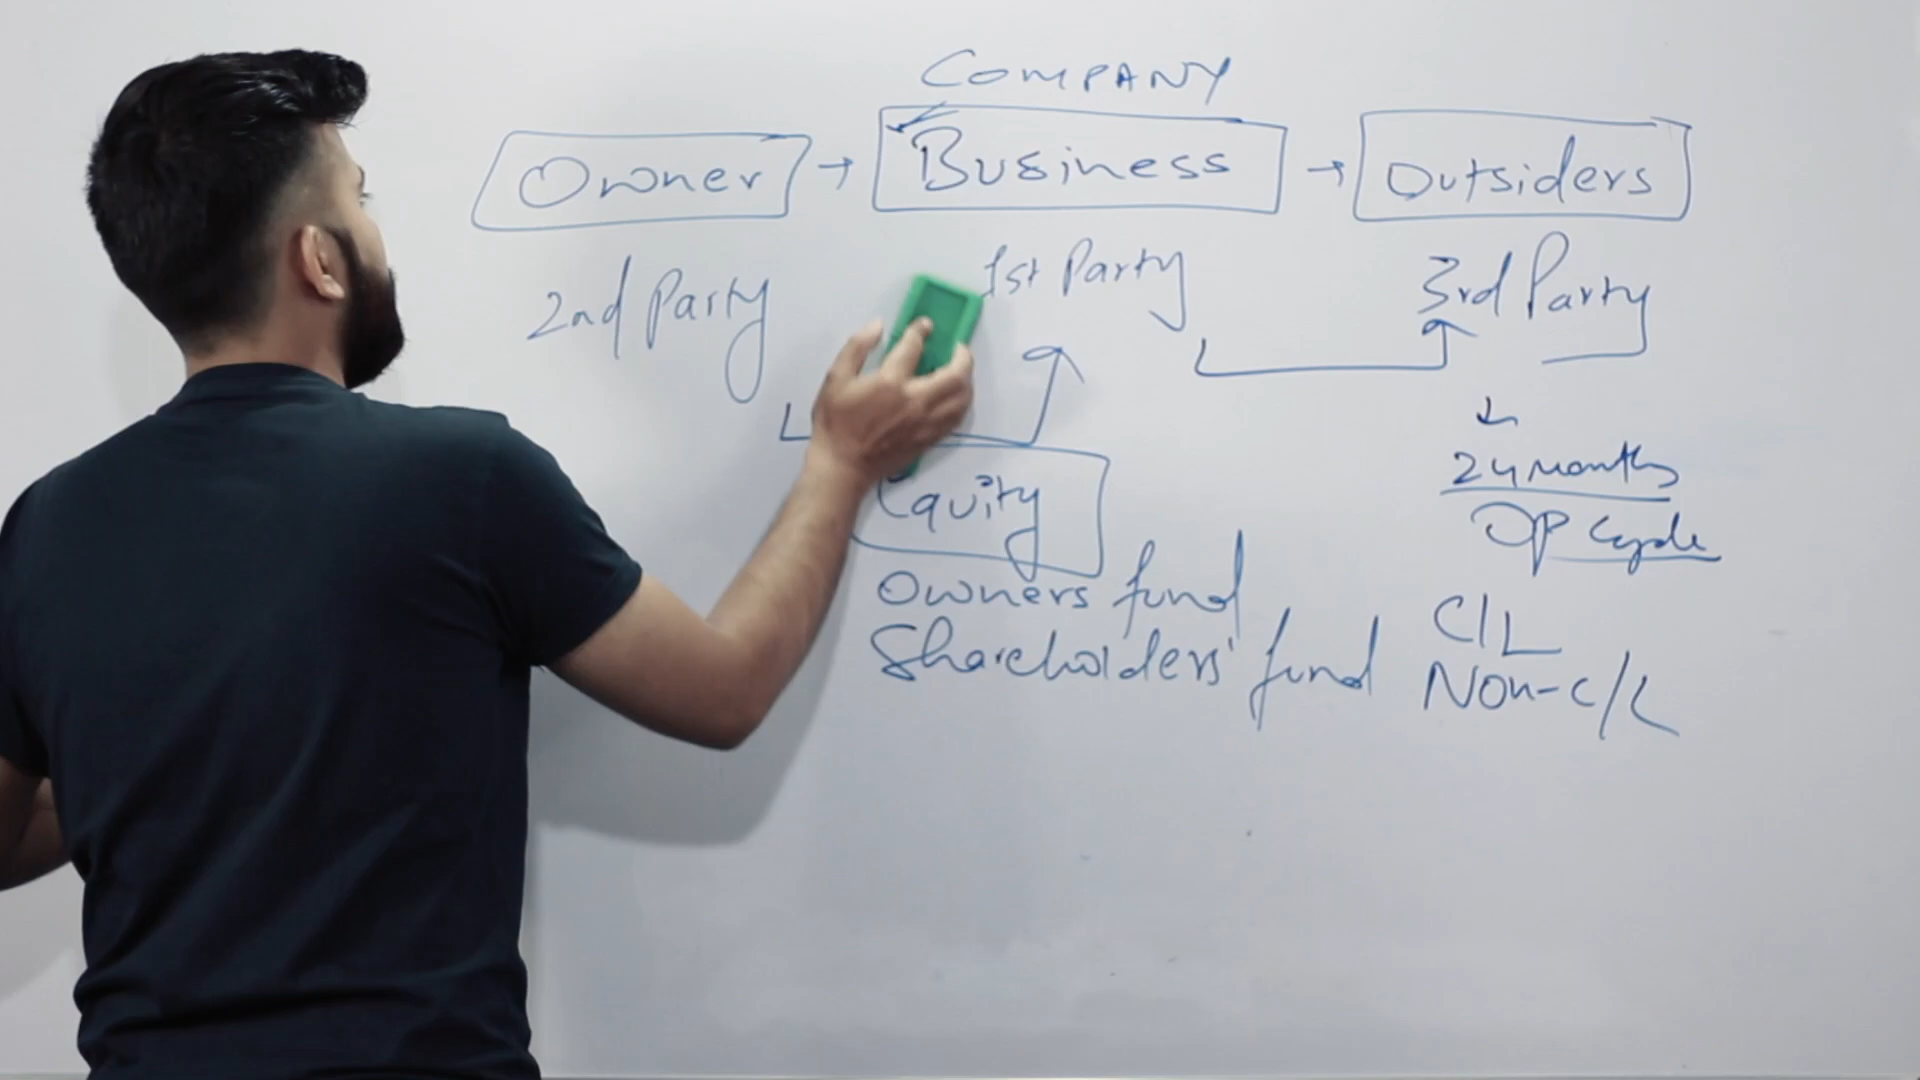 COMPANY
Owner → Business → Outsiders
2nd Party 1st Party 3rd Party
24 months
OP Cycle
Equity
Owners fund
Shareholders' fund
C/L
Non-C/L